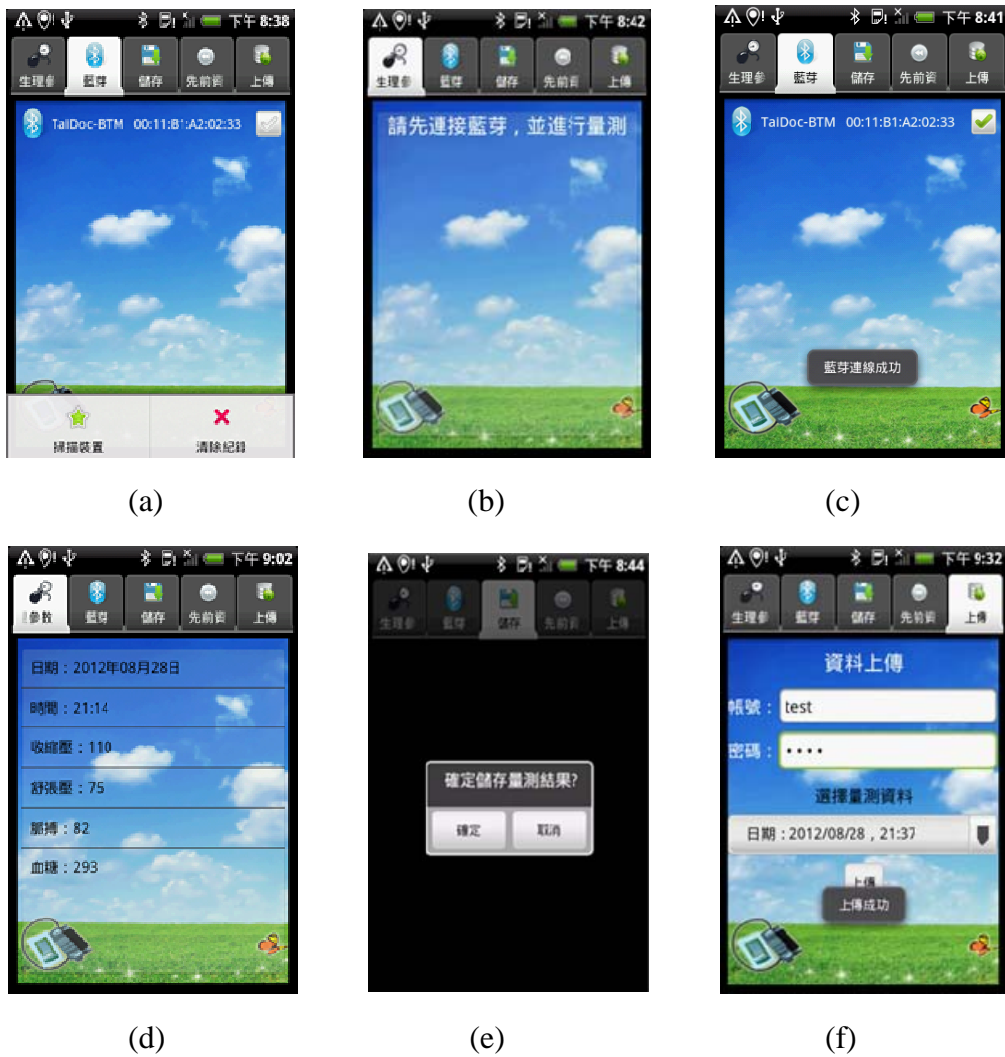 下午 8:38
生理參 藍芽 儲存 先前資 上傳
TaiDoc-BTM 00:11:B1:A2:02:33
掃描裝置 清除紀錄
(a)
下午 8:42
生理參 藍芽 儲存 先前資 上傳
請先連接藍芽，並進行量測
(b)
下午 8:41
生理參 藍芽 儲存 先前資 上傳
TaiDoc-BTM 00:11:B1:A2:02:33
藍芽連線成功
(c)
下午 9:02
參數 藍芽 儲存 先前資 上傳
日期：2012年08月28日
時間：21:14
收縮壓：110
舒張壓：75
脈搏：82
血糖：293
(d)
下午 8:44
生理參 藍芽 儲存 先前資 上傳
確定儲存量測結果?
確定 取消
(e)
下午 9:32
生理參 藍芽 儲存 先前資 上傳
資料上傳
帳號： test
密碼： ••••
選擇量測資料
日期：2012/08/28，21:37
上傳
上傳成功
(f)